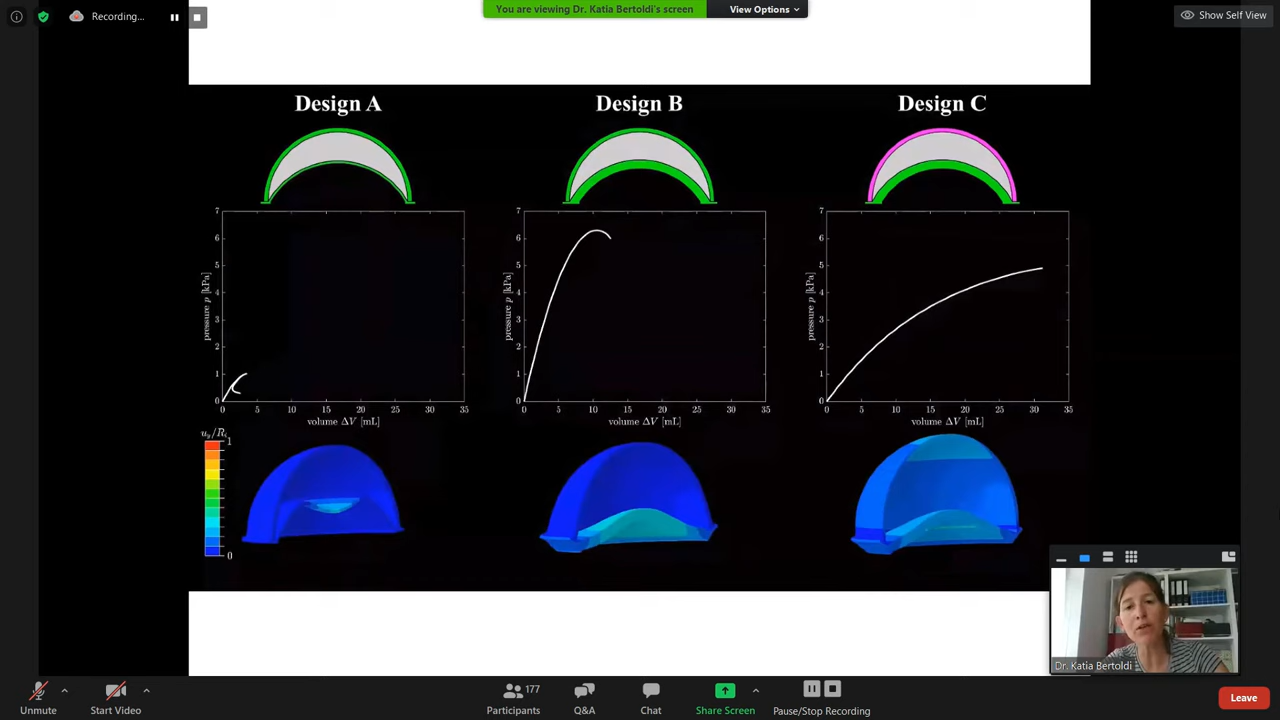 You are viewing Dr. Katia Bertoldi's screen
View Options
Recording...
Show Self View
Design A
Design B
Design C
7
6
5
4
3
2
1
0
pressure p [kPa]
0 5 10 15 20 25 30 35
volume ΔV [mL]
7
6
5
4
3
2
1
0
pressure p [kPa]
0 5 10 15 20 25 30 35
volume ΔV [mL]
7
6
5
4
3
2
1
0
pressure p [kPa]
0 5 10 15 20 25 30 35
volume ΔV [mL]
1
0
Dr. Katia Bertoldi
Unmute
Start Video
177
Participants
Q&A
Chat
Share Screen
Pause/Stop Recording
Leave